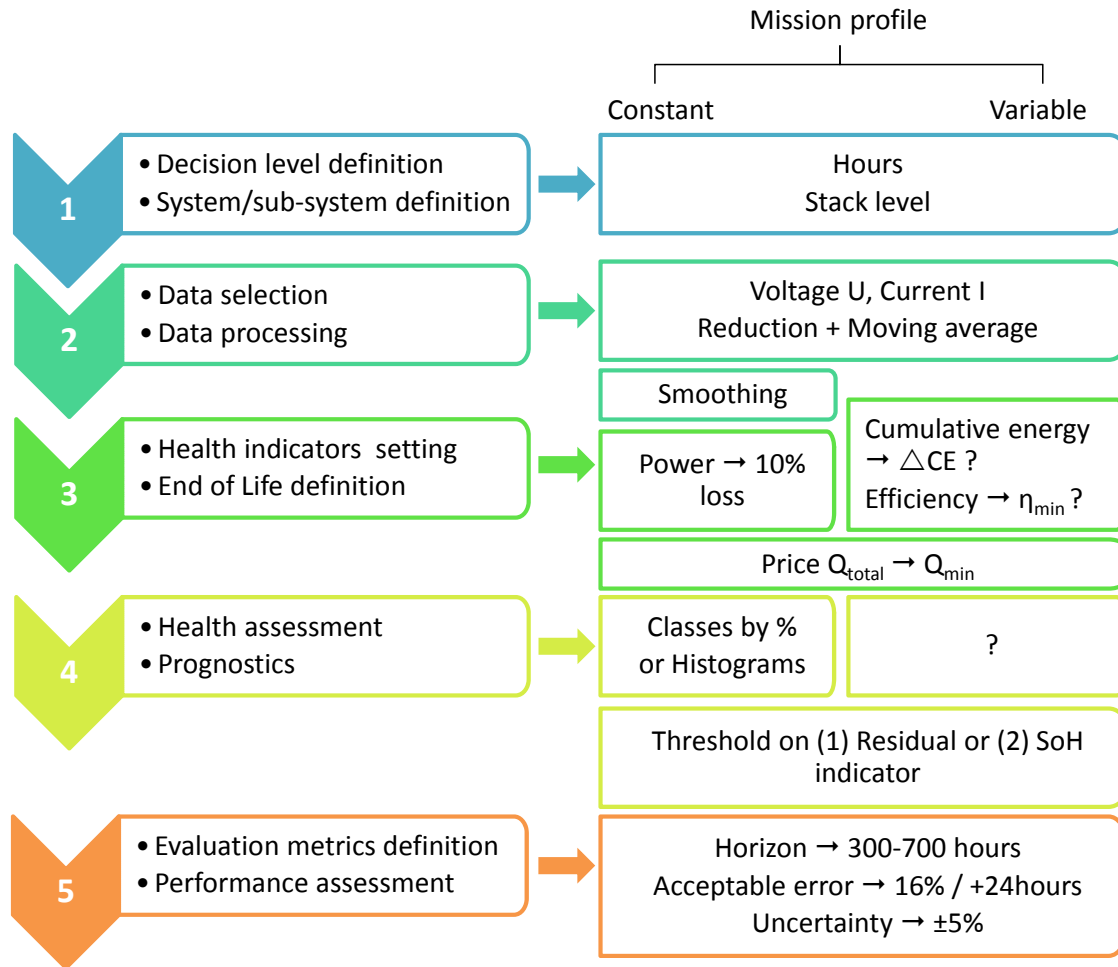 Mission profile
Constant
Variable
1
• Decision level definition
• System/sub-system definition
Hours
Stack level
2
• Data selection
• Data processing
Voltage U, Current I
Reduction + Moving average
Smoothing
3
• Health indicators setting
• End of Life definition
Power → 10%
loss
Cumulative energy
→ △CE ?
Efficiency → ηmin ?
Price Qtotal → Qmin
4
• Health assessment
• Prognostics
Classes by %
or Histograms
?
Threshold on (1) Residual or (2) SoH
indicator
5
• Evaluation metrics definition
• Performance assessment
Horizon → 300-700 hours
Acceptable error → 16% / +24hours
Uncertainty → ±5%